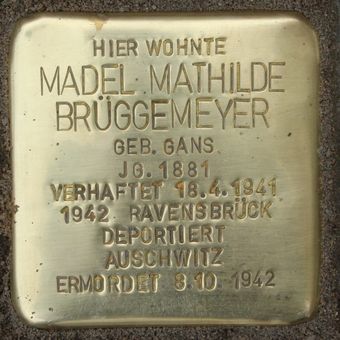 HIER WOHNTE
MADEL MATHILDE
BRÜGGEMEYER
GEB. GANS
JG. 1881
VERHAFTET 18.4.1941
1942 RAVENSBRÜCK
DEPORTIERT
AUSCHWITZ
ERMORDET 8.10.1942